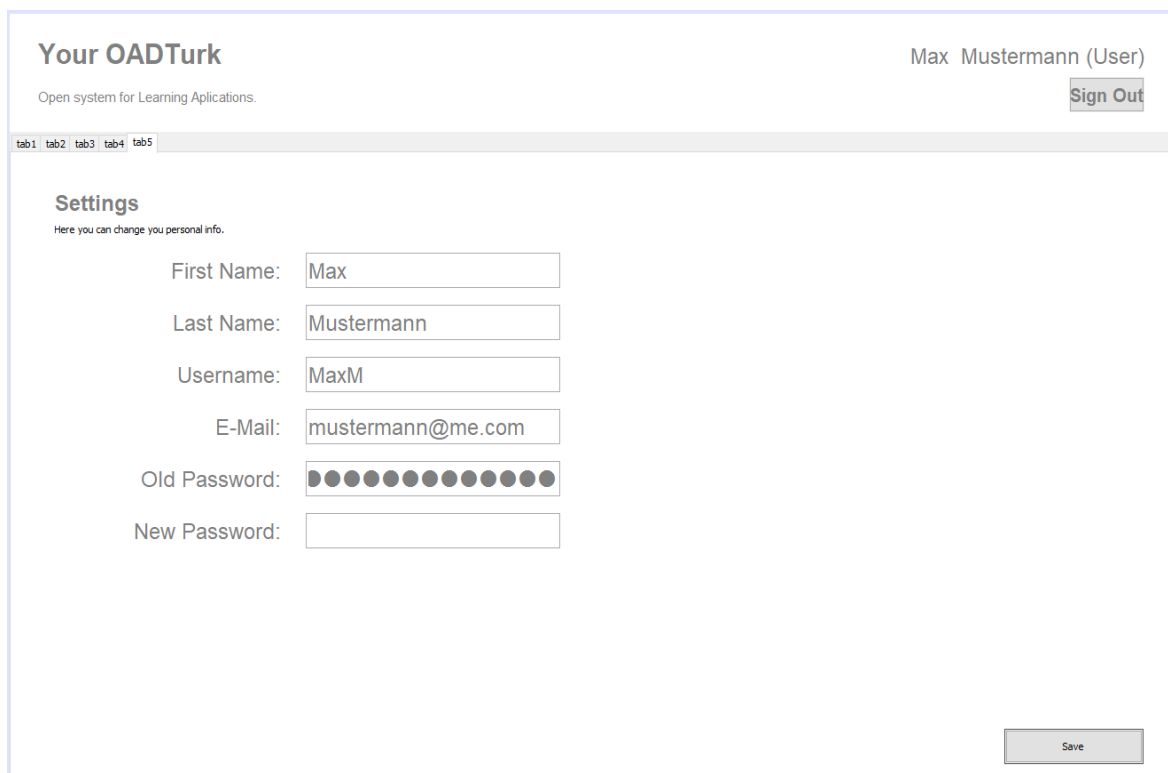 Your OADTurk
Max Mustermann (User)
Open system for Learning Aplications.
Sign Out
tab1 tab2 tab3 tab4 tab5
Settings
Here you can change you personal info.
First Name: Max
Last Name: Mustermann
Username: MaxM
E-Mail: mustermann@me.com
Old Password: ●●●●●●●●●●●●●
New Password:
Save